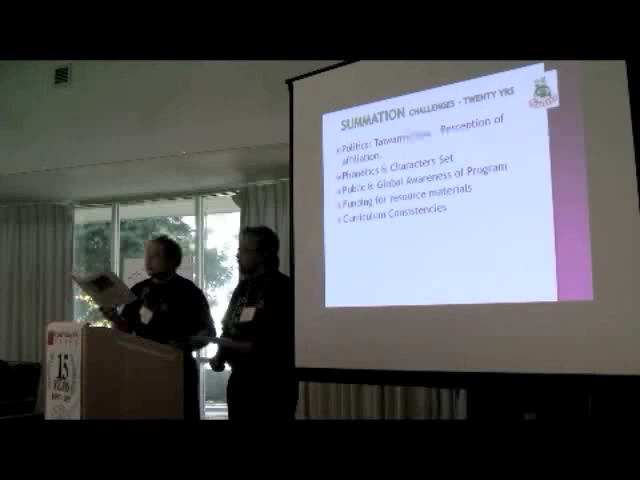 SUMMATION CHALLENGES - TWENTY YRS
Politics: Taiwan Perception of
affiliation.
Phonetics & Characters Set
Public & Global Awareness of Program
Funding for resource materials
Curriculum Consistencies
15